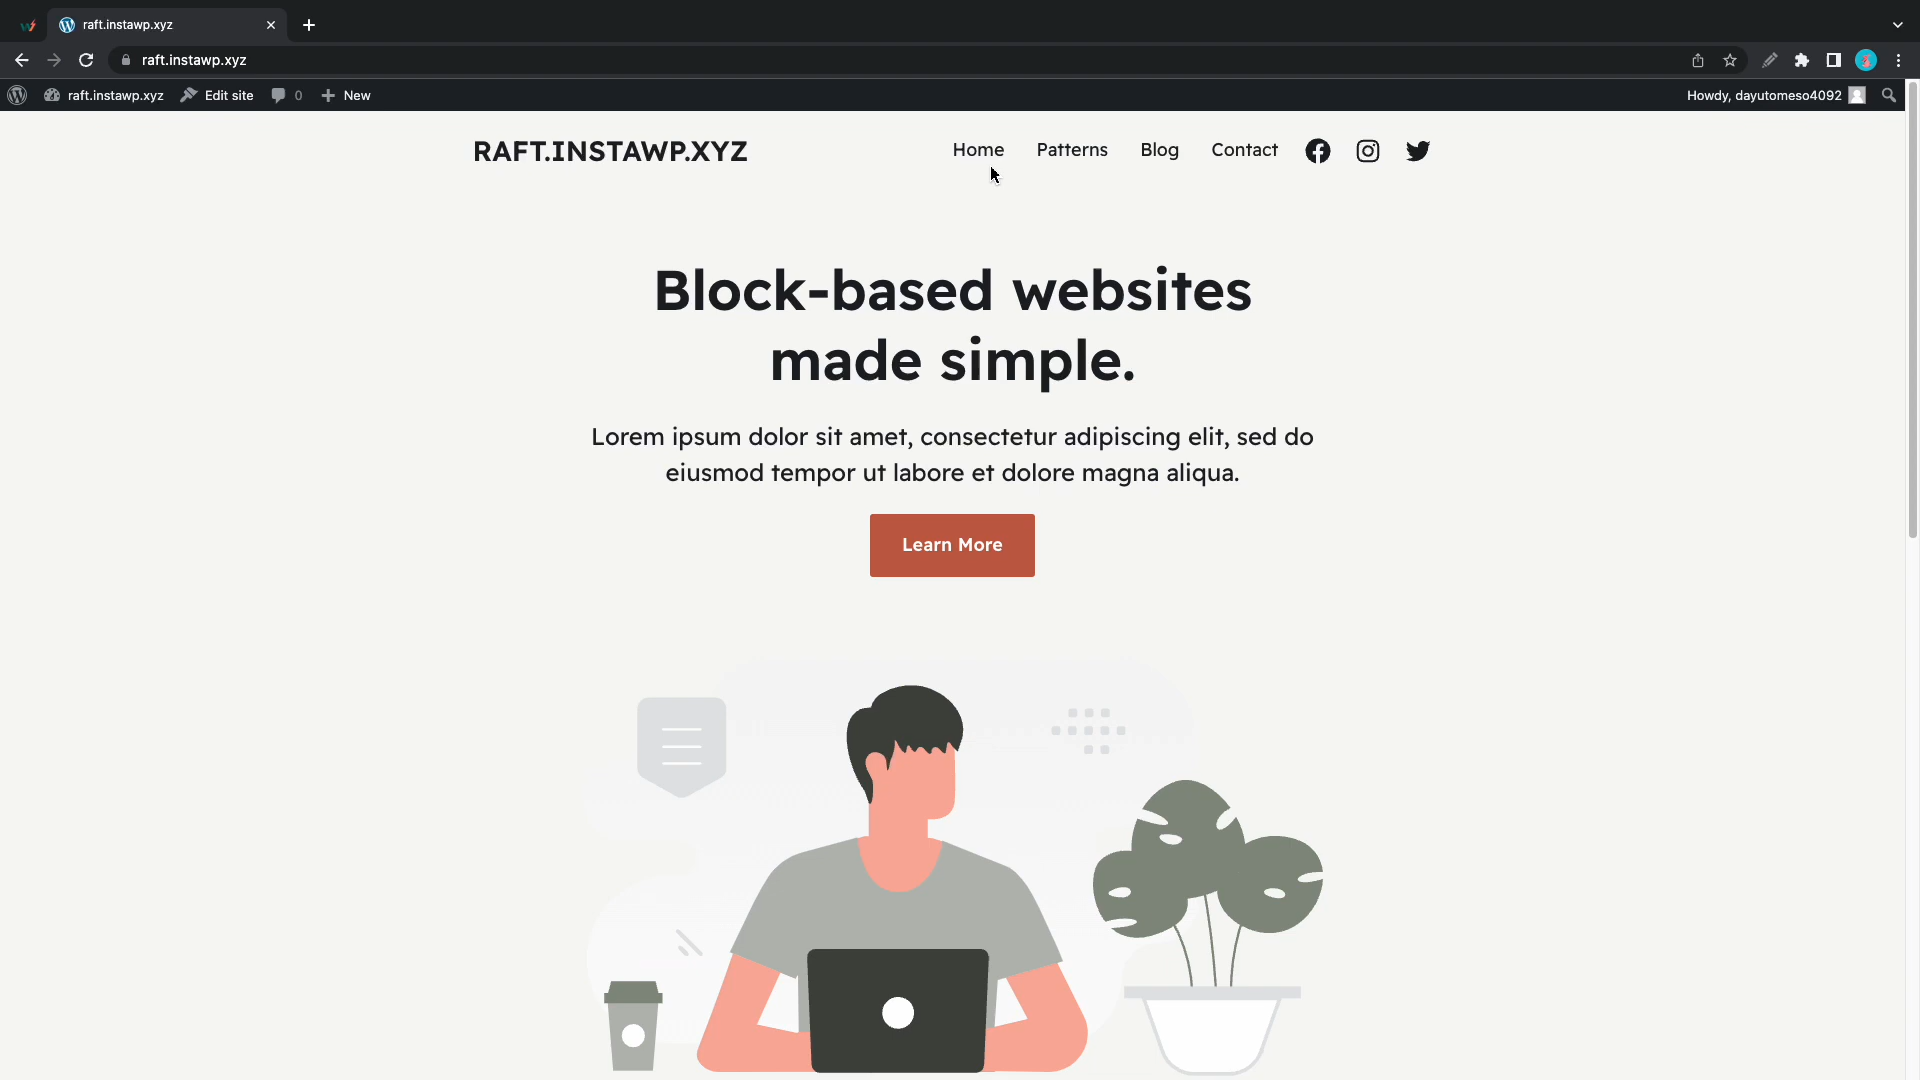 raft.instawp.xyz
raft.instawp.xyz
raft.instawp.xyz Edit site 0 New Howdy, dayutomeso4092
RAFT.INSTAWP.XYZ Home Patterns Blog Contact
Block-based websites
made simple.
Lorem ipsum dolor sit amet, consectetur adipiscing elit, sed do
eiusmod tempor ut labore et dolore magna aliqua.
Learn More